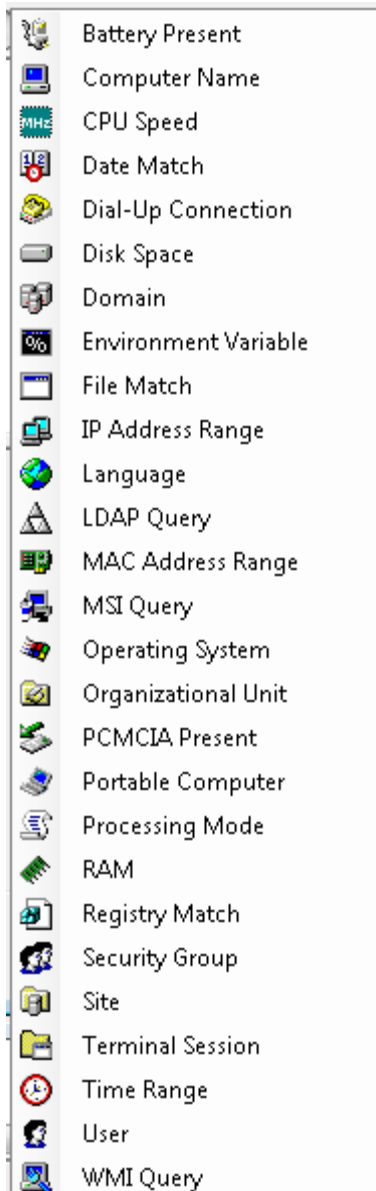 Battery Present
Computer Name
MHz CPU Speed
12 Date Match
Dial-Up Connection
Disk Space
Domain
% Environment Variable
File Match
IP Address Range
Language
LDAP Query
MAC Address Range
MSI Query
Operating System
Organizational Unit
PCMCIA Present
Portable Computer
Processing Mode
RAM
Registry Match
Security Group
Site
Terminal Session
Time Range
User
WMI Query